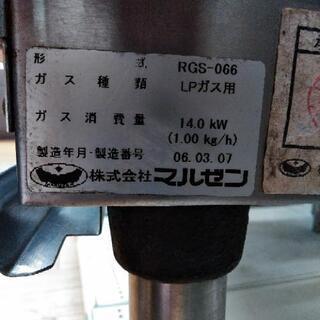 形 式 RGS-066
ガス種類 LPガス用
ガス消費量 14.0 kW
(1.00 kg/h)
製造年月・製造番号 06.03.07
株式会社 マルゼン